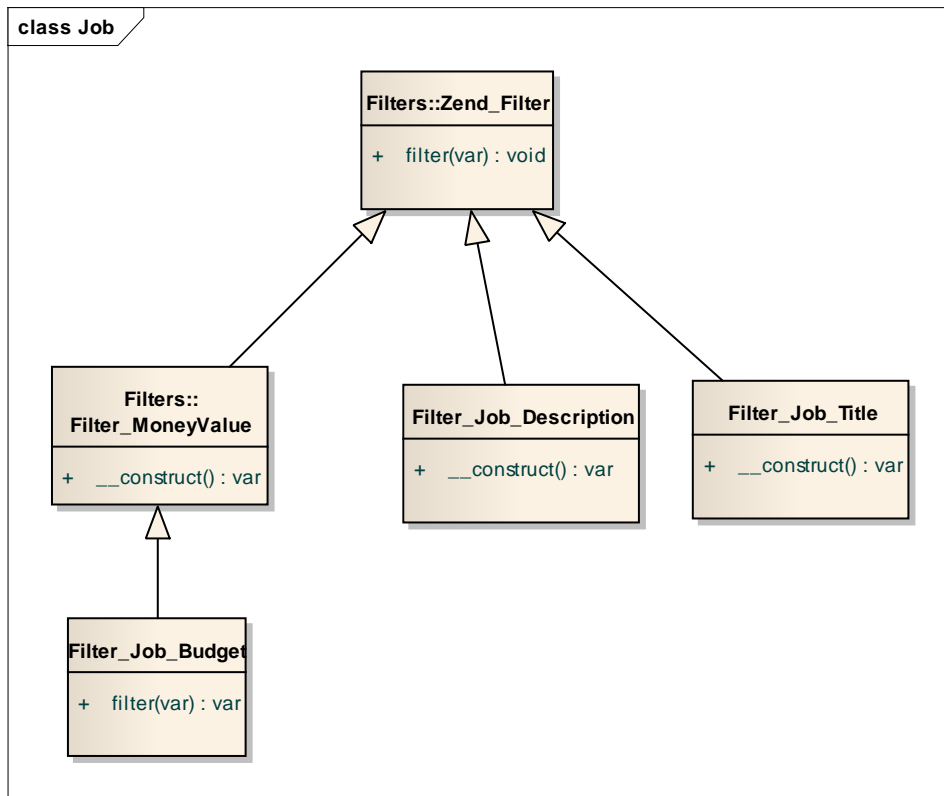 class Job
Filters::Zend_Filter
+ filter(var) : void
Filters::
Filter_MoneyValue
+ __construct() : var
Filter_Job_Description
+ __construct() : var
Filter_Job_Title
+ __construct() : var
Filter_Job_Budget
+ filter(var) : var